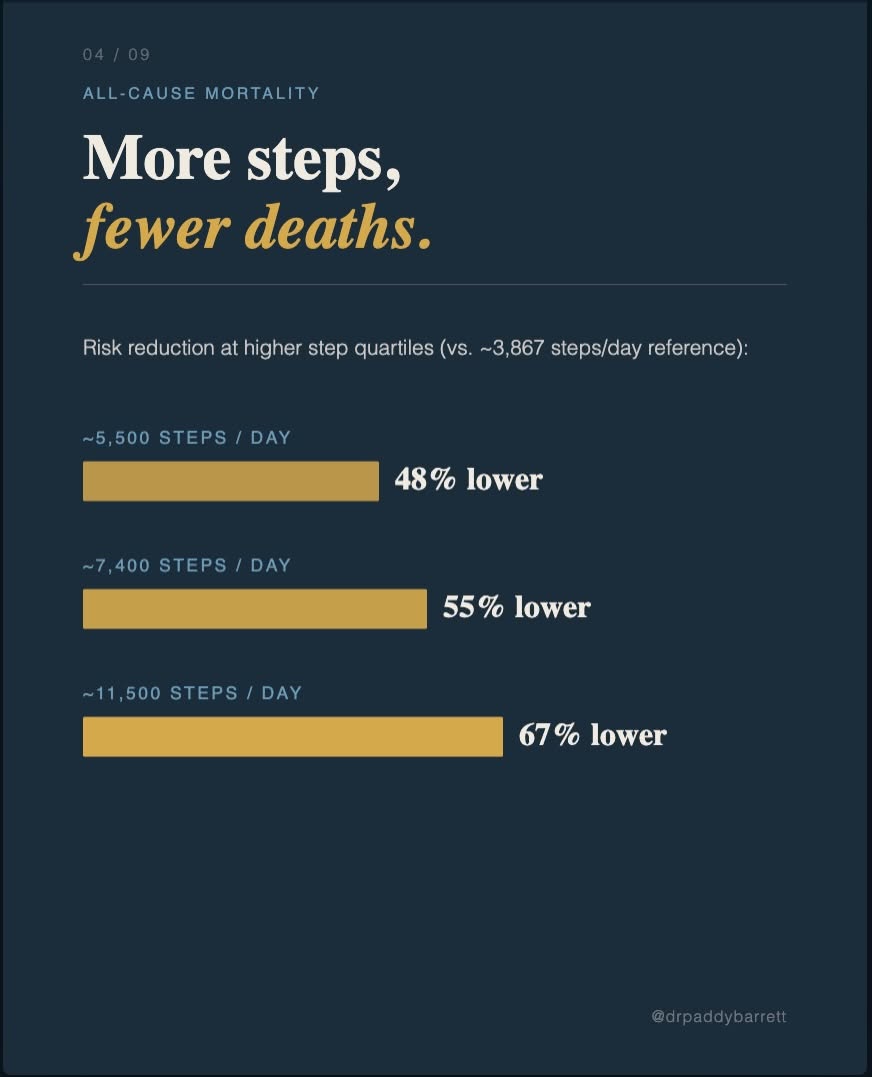 04 / 09
ALL-CAUSE MORTALITY
More steps,
fewer deaths.
Risk reduction at higher step quartiles (vs. ~3,867 steps/day reference):
~5,500 STEPS / DAY
48% lower
~7,400 STEPS / DAY
55% lower
~11,500 STEPS / DAY
67% lower
@drpaddybarrett